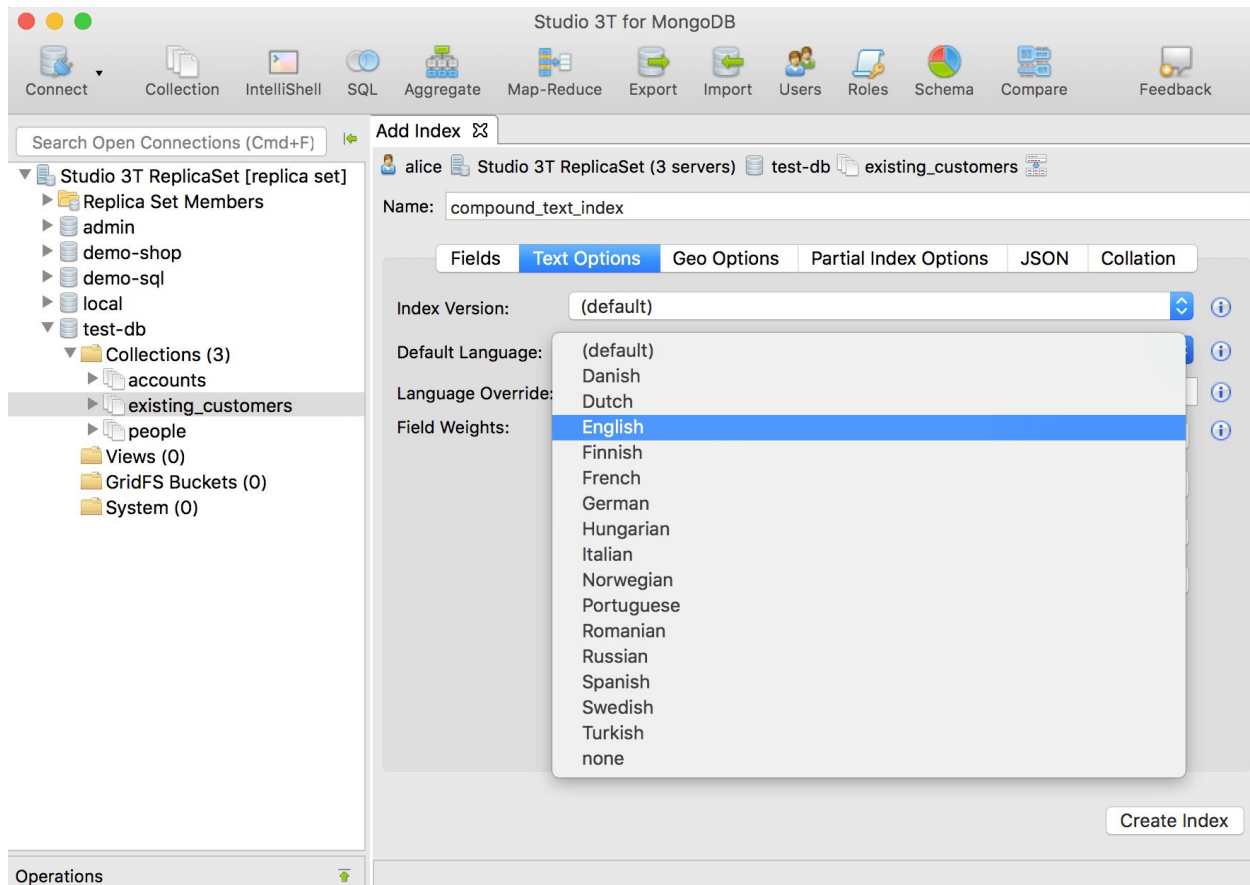 Studio 3T for MongoDB
Connect Collection IntelliShell SQL Aggregate Map-Reduce Export Import Users Roles Schema Compare Feedback
Search Open Connections (Cmd+F)
Studio 3T ReplicaSet [replica set]
Replica Set Members
admin
demo-shop
demo-sql
local
test-db
Collections (3)
accounts
existing_customers
people
Views (0)
GridFS Buckets (0)
System (0)
Operations
Add Index
alice Studio 3T ReplicaSet (3 servers) test-db existing_customers
Name: compound_text_index
Fields Text Options Geo Options Partial Index Options JSON Collation
Index Version: (default)
Default Language:
Language Override:
Field Weights:
(default)
Danish
Dutch
English
Finnish
French
German
Hungarian
Italian
Norwegian
Portuguese
Romanian
Russian
Spanish
Swedish
Turkish
none
Create Index